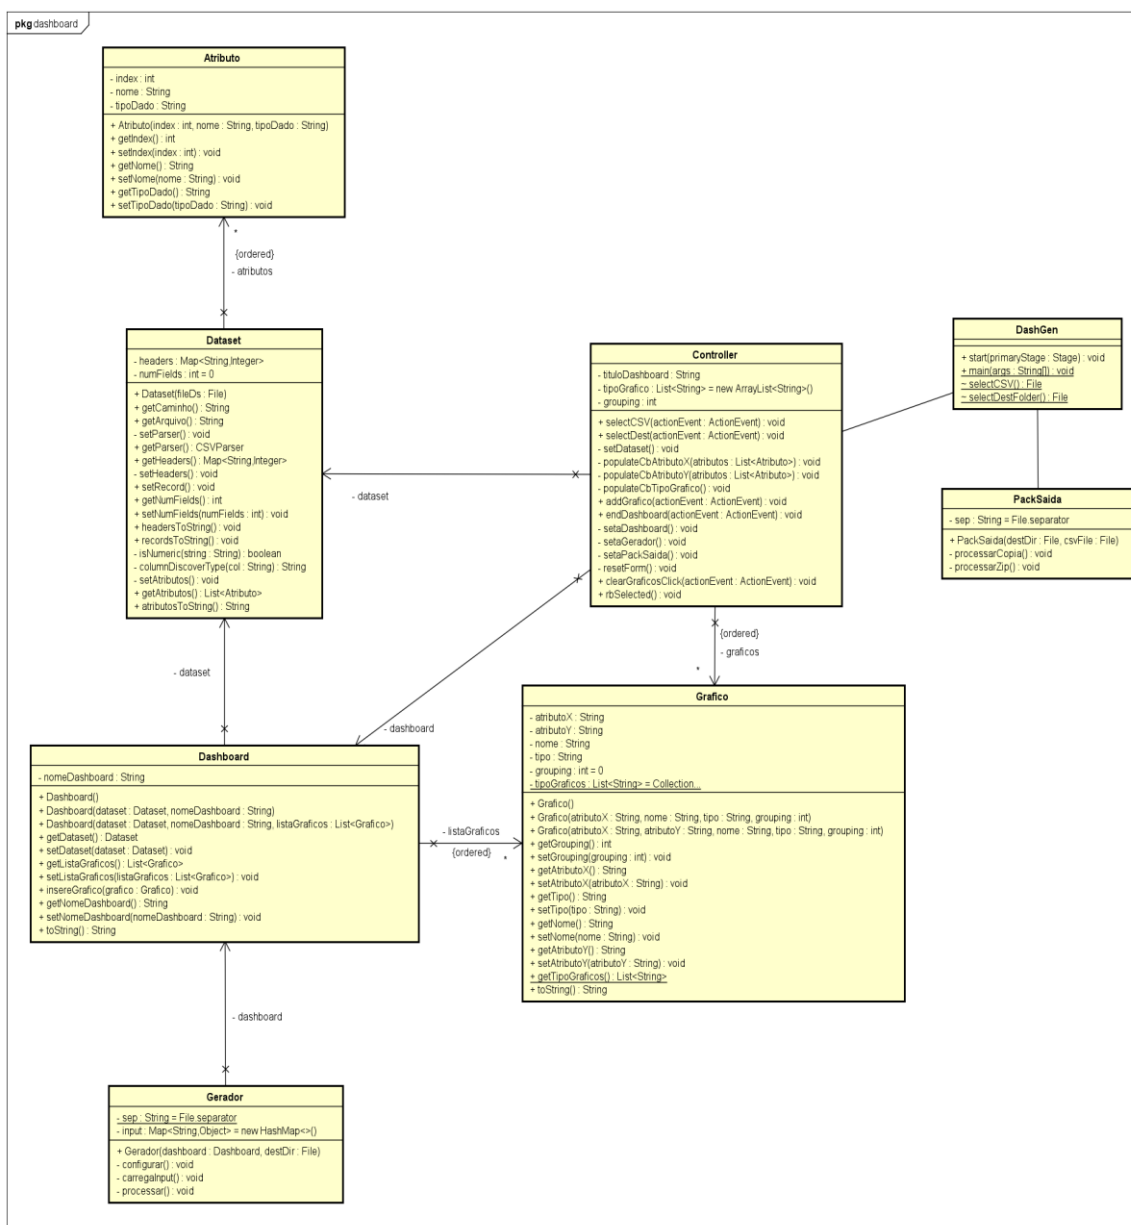 pkg dashboard
Atributo
- index : int
- nome : String
- tipoDado : String
+ Atributo(index : int, nome : String, tipoDado : String)
+ getIndex() : int
+ setIndex(index : int) : void
+ getNome() : String
+ setNome(nome : String) : void
+ getTipoDado() : String
+ setTipoDado(tipoDado : String) : void
*
{ordered}
- atributos
Dataset
- headers : Map<String,Integer>
- numFields : int = 0
+ Dataset(fileDs : File)
+ getCaminho() : String
+ getArquivo() : String
- setParser() : void
+ getParser() : CSVParser
+ getHeaders() : Map<String,Integer>
- setHeaders() : void
+ setRecord() : void
+ getNumFields() : int
+ setNumFields(numFields : int) : void
+ headersToString() : void
+ recordsToString() : void
- isNumeric(string : String) : boolean
- columnDiscoverType(col : String) : String
- setAtributos() : void
+ getAtributos() : List<Atributo>
+ atributosToString() : String
Controller
- tituloDashboard : String
- tipoGrafico : List<String> = new ArrayList<String>()
- grouping : int
+ selectCSV(actionEvent : ActionEvent) : void
+ selectDest(actionEvent : ActionEvent) : void
- setDataset() : void
- populateCbAtributoX(atributos : List<Atributo>) : void
- populateCbAtributoY(atributos : List<Atributo>) : void
- populateCbTipoGrafico() : void
+ addGrafico(actionEvent : ActionEvent) : void
+ endDashboard(actionEvent : ActionEvent) : void
- setaDashboard() : void
- setaGerador() : void
- setaPackSaida() : void
- resetForm() : void
+ clearGraficosClick(actionEvent : ActionEvent) : void
+ rbSelected() : void
DashGen
+ start(primaryStage : Stage) : void
+ main(args : String[]) : void
~ selectCSV() : File
~ selectDestFolder() : File
PackSaida
- sep : String = File.separator
+ PackSaida(destDir : File, csvFile : File)
- processarCopia() : void
- processarZip() : void
- dataset
- dataset
- dashboard
{ordered}
- graficos
*
Grafico
- atributoX : String
- atributoY : String
- nome : String
- tipo : String
- grouping : int = 0
- tipoGraficos : List<String> = Collection...
+ Grafico()
+ Grafico(atributoX : String, nome : String, tipo : String, grouping : int)
+ Grafico(atributoX : String, atributoY : String, nome : String, tipo : String, grouping : int)
+ getGrouping() : int
+ setGrouping(grouping : int) : void
+ getAtributoX() : String
+ setAtributoX(atributoX : String) : void
+ getTipo() : String
+ setTipo(tipo : String) : void
+ getNome() : String
+ setNome(nome : String) : void
+ getAtributoY() : String
+ setAtributoY(atributoY : String) : void
+ getTipoGraficos() : List<String>
+ toString() : String
Dashboard
- nomeDashboard : String
+ Dashboard()
+ Dashboard(dataset : Dataset, nomeDashboard : String)
+ Dashboard(dataset : Dataset, nomeDashboard : String, listaGraficos : List<Grafico>)
+ getDataset() : Dataset
+ setDataset(dataset : Dataset) : void
+ getListaGraficos() : List<Grafico>
+ setListaGraficos(listaGraficos : List<Grafico>) : void
+ insereGrafico(grafico : Grafico) : void
+ getNomeDashboard() : String
+ setNomeDashboard(nomeDashboard : String) : void
+ toString() : String
- listaGraficos
{ordered}
*
- dashboard
Gerador
- sep : String = File.separator
- input : Map<String,Object> = new HashMap<>()
+ Gerador(dashboard : Dashboard, destDir : File)
- configurar() : void
- carregaInput() : void
- processar() : void